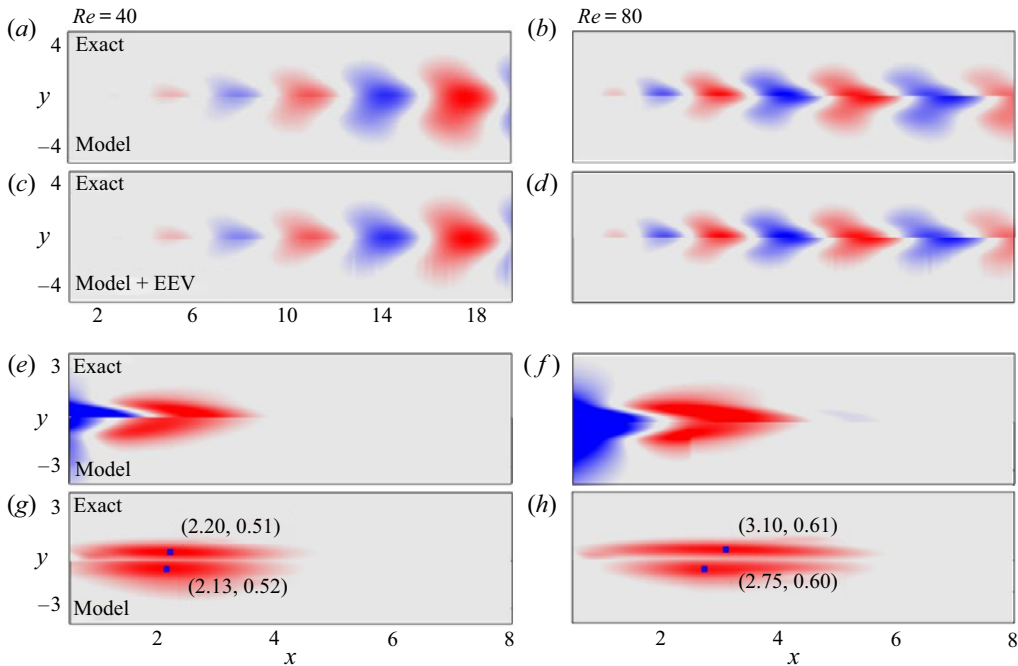 Re = 40
Re = 80
(a) 4 Exact
(b)
y
–4 Model
(c) 4 Exact
(d)
y
–4 Model + EEV
2 6 10 14 18
(e) 3 Exact
(f)
y
–3 Model
(g) 3 Exact
(h)
(2.20, 0.51)
(3.10, 0.61)
y
(2.13, 0.52)
(2.75, 0.60)
–3 Model
2 4 6 8
2 4 6 8
x
x